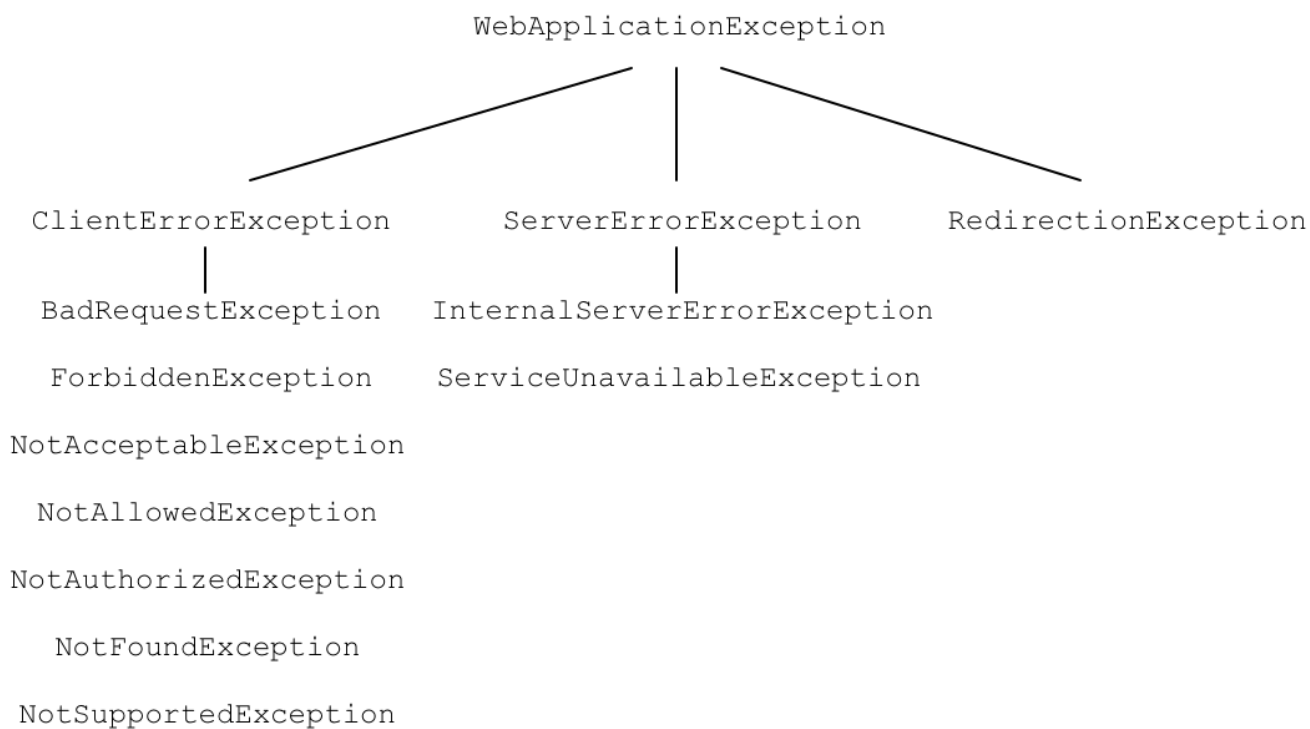 WebApplicationException
ClientErrorException ServerErrorException RedirectionException
BadRequestException InternalServerErrorException
ForbiddenException ServiceUnavailableException
NotAcceptableException
NotAllowedException
NotAuthorizedException
NotFoundException
NotSupportedException